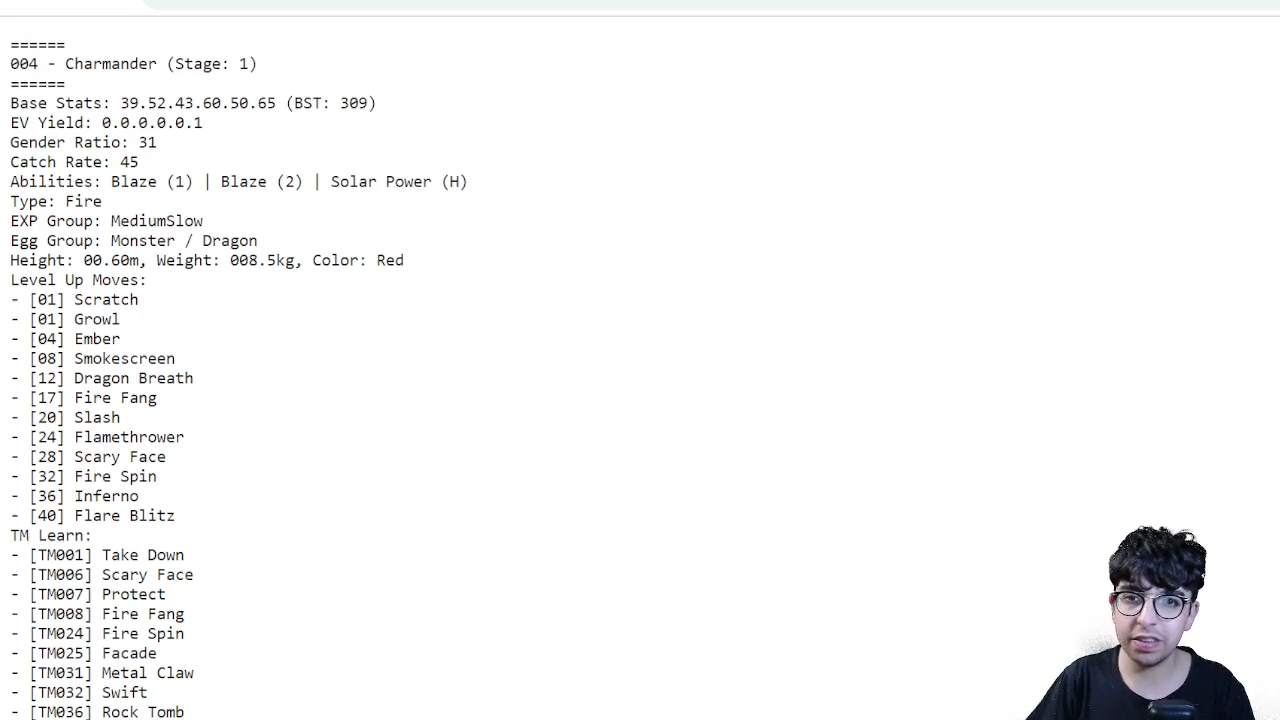 ======
004 - Charmander (Stage: 1)
======
Base Stats: 39.52.43.60.50.65 (BST: 309)
EV Yield: 0.0.0.0.0.1
Gender Ratio: 31
Catch Rate: 45
Abilities: Blaze (1) | Blaze (2) | Solar Power (H)
Type: Fire
EXP Group: MediumSlow
Egg Group: Monster / Dragon
Height: 00.60m, Weight: 008.5kg, Color: Red
Level Up Moves:
- [01] Scratch
- [01] Growl
- [04] Ember
- [08] Smokescreen
- [12] Dragon Breath
- [17] Fire Fang
- [20] Slash
- [24] Flamethrower
- [28] Scary Face
- [32] Fire Spin
- [36] Inferno
- [40] Flare Blitz
TM Learn:
- [TM001] Take Down
- [TM006] Scary Face
- [TM007] Protect
- [TM008] Fire Fang
- [TM024] Fire Spin
- [TM025] Facade
- [TM031] Metal Claw
- [TM032] Swift
- [TM036] Rock Tomb